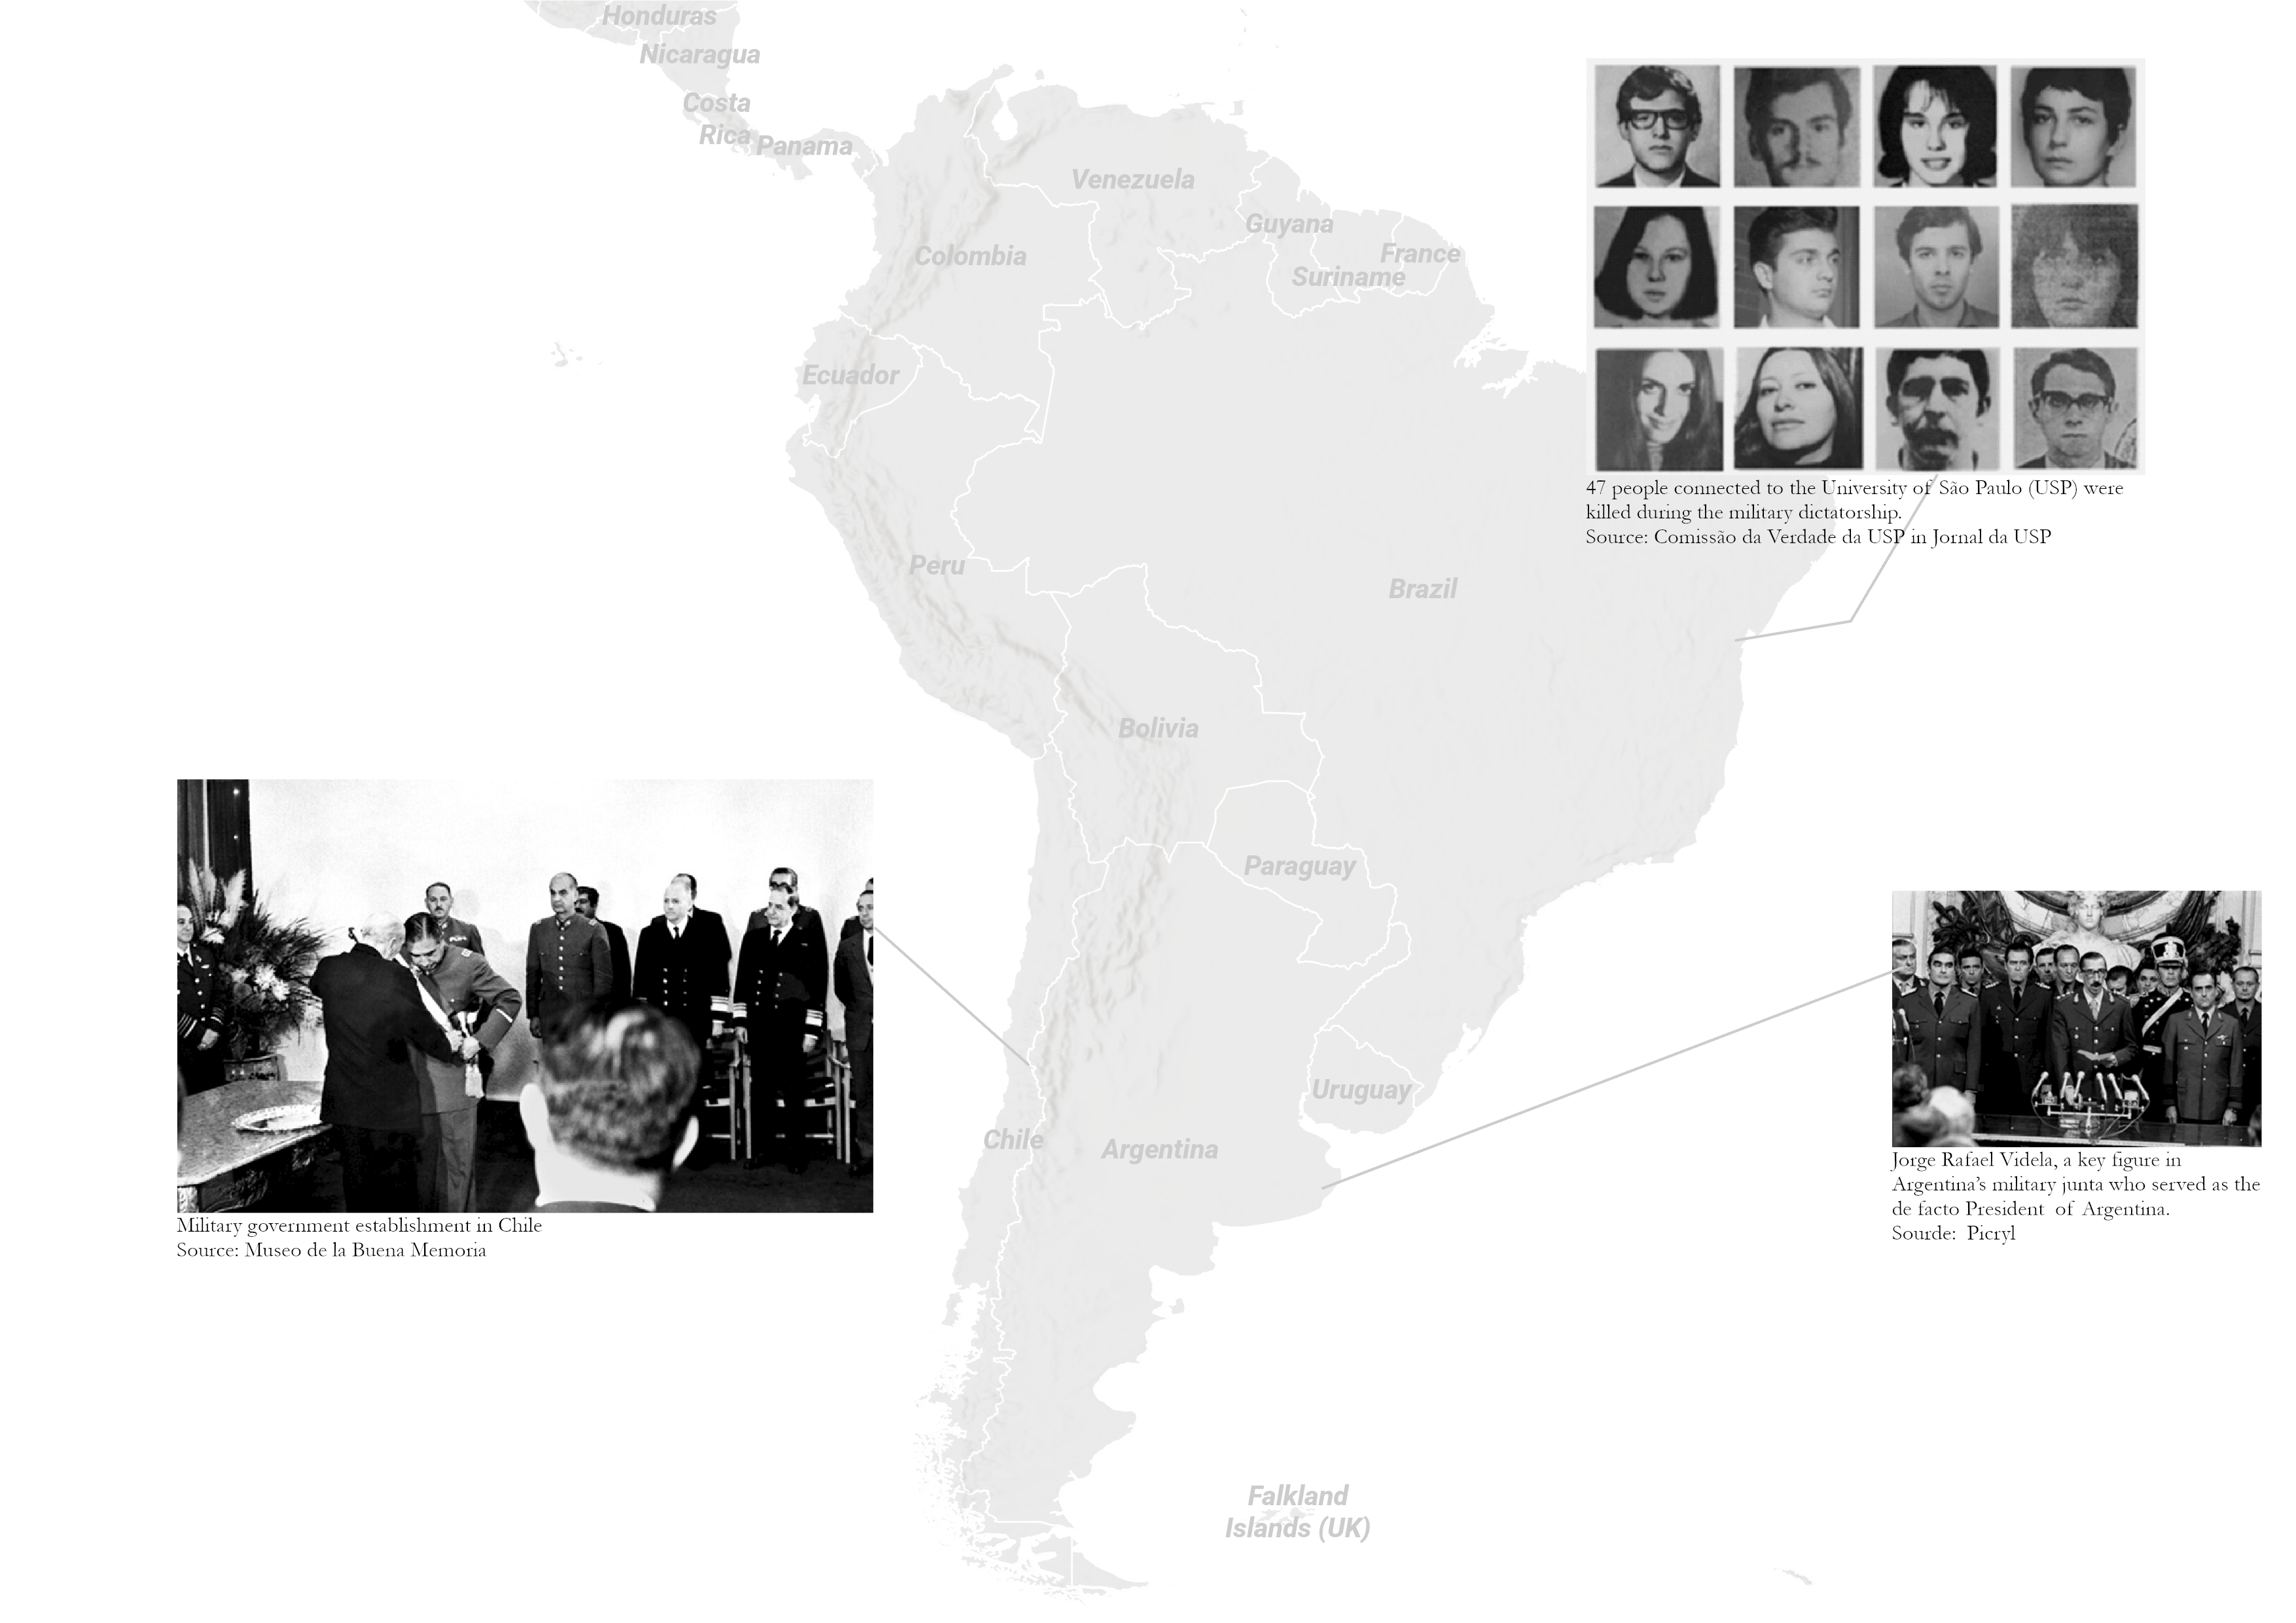 Honduras
Nicaragua
Costa
Rica
Panama
Venezuela
Guyana
France
Suriname
Colombia
Ecuador
Peru
Brazil
Bolivia
Paraguay
Uruguay
Chile
Argentina
Falkland
Islands (UK)
47 people connected to the University of São Paulo (USP) were
killed during the military dictatorship.
Source: Comissão da Verdade da USP in Jornal da USP
Military government establishment in Chile
Source: Museo de la Buena Memoria
Jorge Rafael Videla, a key figure in
Argentina’s military junta who served as the
de facto President of Argentina.
Sourde: Picryl